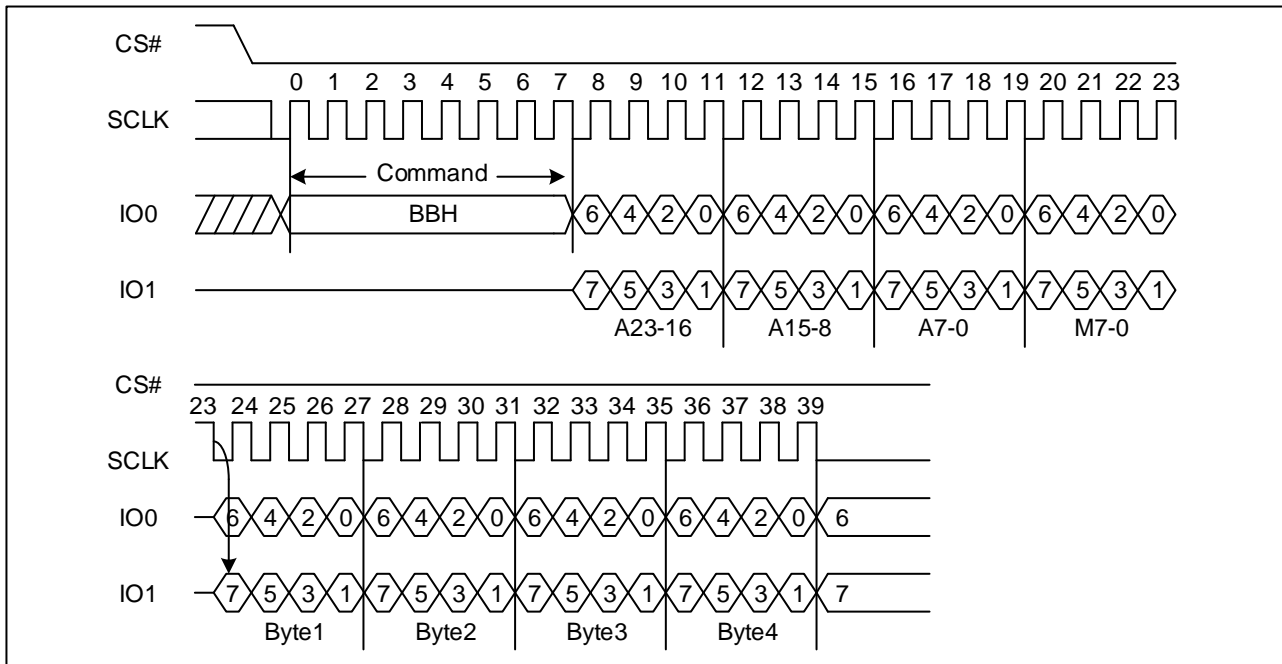 CS#
0 1 2 3 4 5 6 7 8 9 10 11 12 13 14 15 16 17 18 19 20 21 22 23
SCLK
Command
IO0 BBH 6 4 2 0 6 4 2 0 6 4 2 0 6 4 2 0
IO1 7 5 3 1 7 5 3 1 7 5 3 1 7 5 3 1
A23-16 A15-8 A7-0 M7-0
CS#
23 24 25 26 27 28 29 30 31 32 33 34 35 36 37 38 39
SCLK
IO0 6 4 2 0 6 4 2 0 6 4 2 0 6 4 2 0 6
IO1 7 5 3 1 7 5 3 1 7 5 3 1 7 5 3 1 7
Byte1 Byte2 Byte3 Byte4